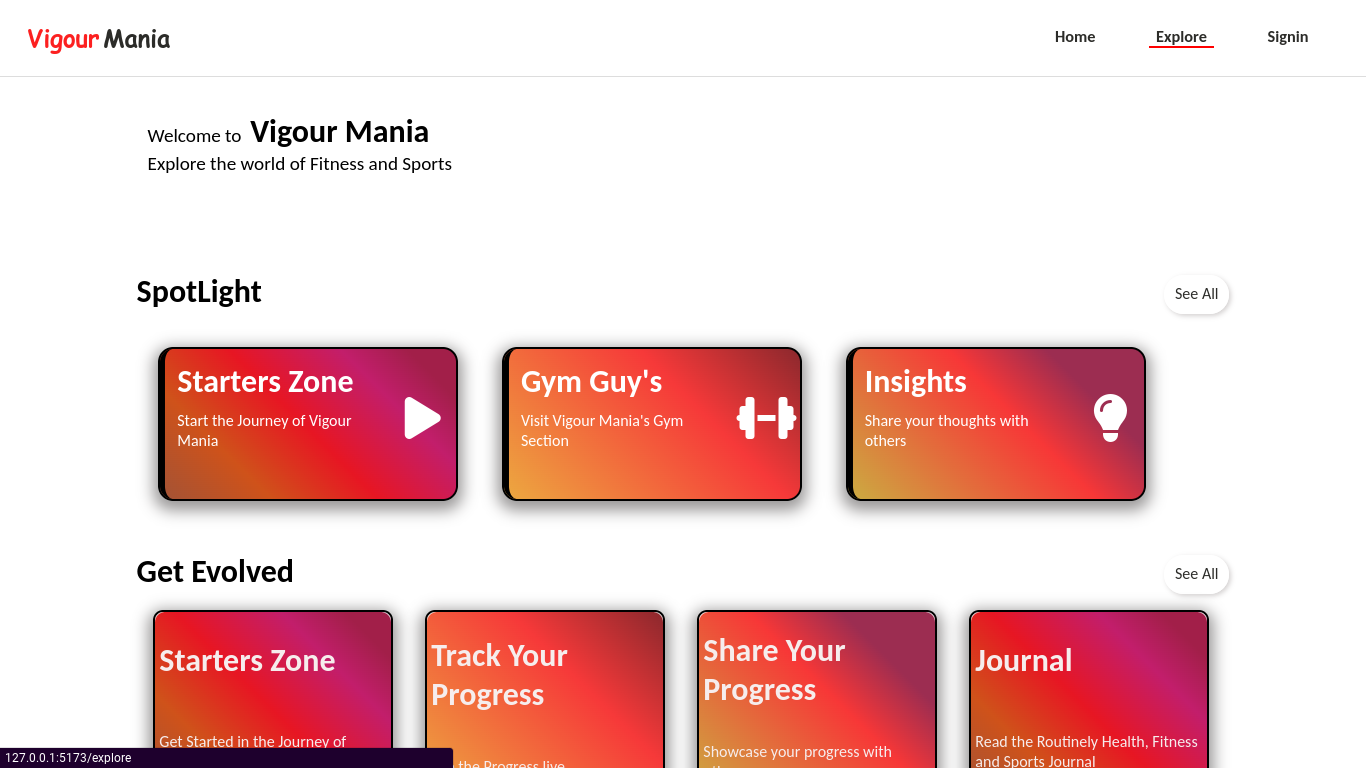 Vigour Mania
Home
Explore
Signin
Welcome to Vigour Mania
Explore the world of Fitness and Sports
SpotLight
See All
Starters Zone
Start the Journey of Vigour
Mania
Gym Guy's
Visit Vigour Mania's Gym
Section
Insights
Share your thoughts with
others
Get Evolved
See All
Starters Zone
Get Started in the Journey of
Track Your
Progress
the Progress live
Share Your
Progress
Showcase your progress with
Journal
Read the Routinely Health, Fitness
and Sports Journal
127.0.0.1:5173/explore